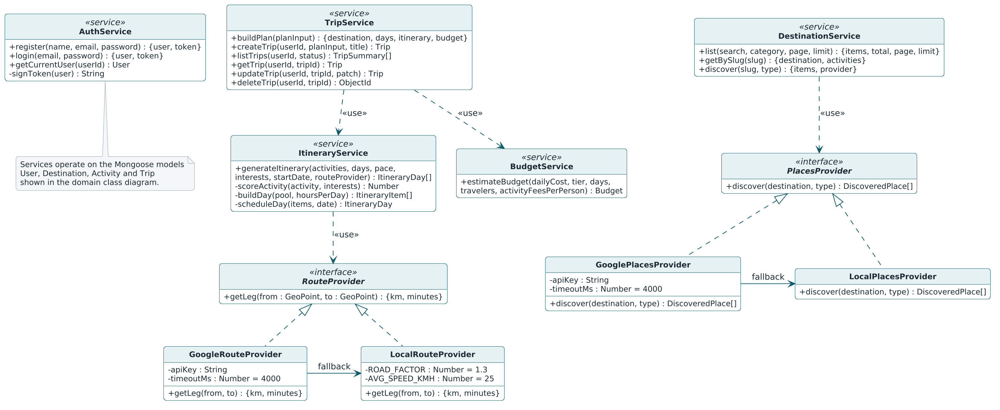 «service»
AuthService
+register(name, email, password) : {user, token}
+login(email, password) : {user, token}
+getCurrentUser(userId) : User
-signToken(user) : String
Services operate on the Mongoose models
User, Destination, Activity and Trip
shown in the domain class diagram.
«service»
TripService
+buildPlan(planInput) : {destination, days, itinerary, budget}
+createTrip(userId, planInput, title) : Trip
+listTrips(userId, status) : TripSummary[]
+getTrip(userId, tripId) : Trip
+updateTrip(userId, tripId, patch) : Trip
+deleteTrip(userId, tripId) : ObjectId
«use»
«use»
«service»
ItineraryService
+generateItinerary(activities, days, pace,
interests, startDate, routeProvider) : ItineraryDay[]
-scoreActivity(activity, interests) : Number
-buildDay(pool, hoursPerDay) : ItineraryItem[]
-scheduleDay(items, date) : ItineraryDay
«service»
BudgetService
+estimateBudget(dailyCost, tier, days,
travelers, activityFeesPerPerson) : Budget
«use»
«interface»
RouteProvider
+getLeg(from : GeoPoint, to : GeoPoint) : {km, minutes}
GoogleRouteProvider
-apiKey : String
-timeoutMs : Number = 4000
+getLeg(from, to) : {km, minutes}
fallback
LocalRouteProvider
-ROAD_FACTOR : Number = 1.3
-AVG_SPEED_KMH : Number = 25
+getLeg(from, to) : {km, minutes}
«service»
DestinationService
+list(search, category, page, limit) : {items, total, page, limit}
+getBySlug(slug) : {destination, activities}
+discover(slug, type) : {items, provider}
«use»
«interface»
PlacesProvider
+discover(destination, type) : DiscoveredPlace[]
GooglePlacesProvider
-apiKey : String
-timeoutMs : Number = 4000
+discover(destination, type) : DiscoveredPlace[]
fallback
LocalPlacesProvider
+discover(destination, type) : DiscoveredPlace[]